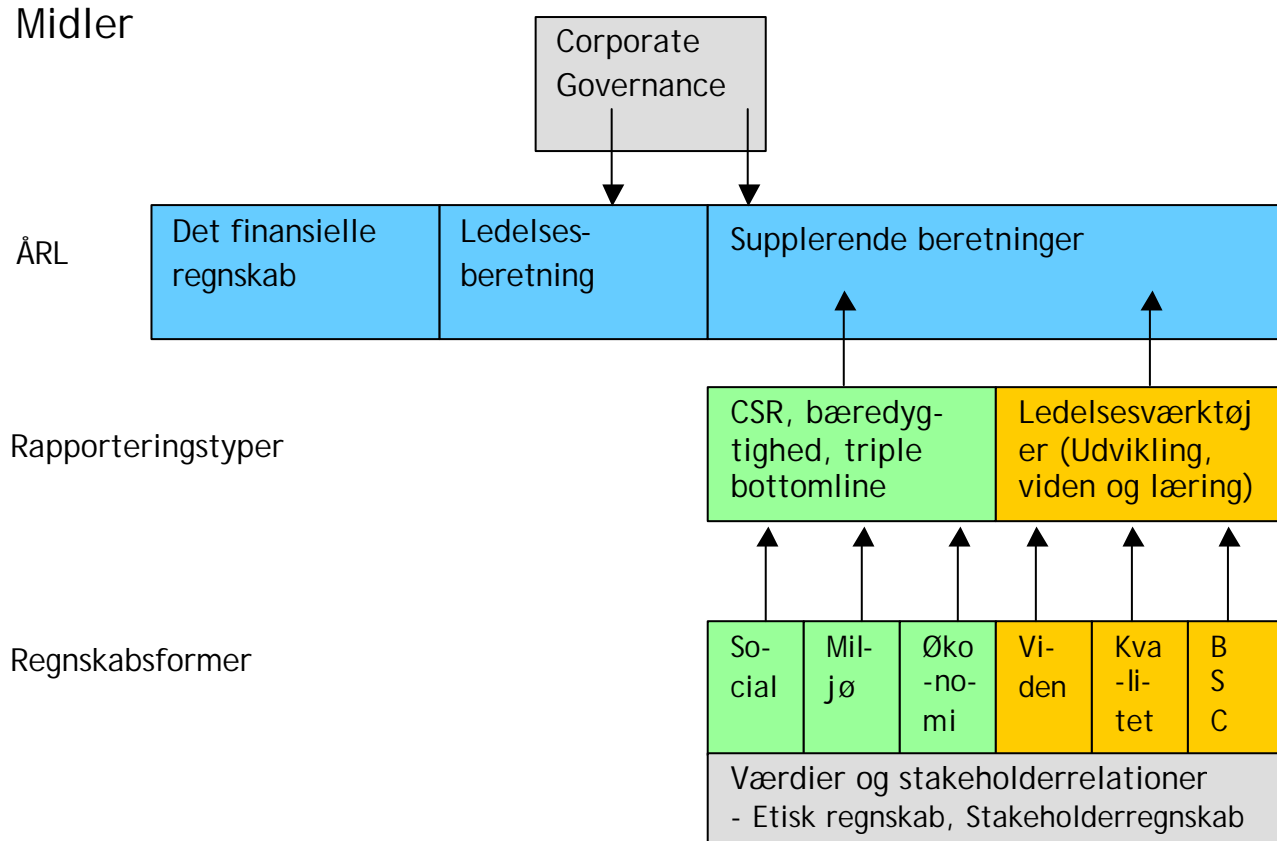 Midler
Corporate
Governance
ÅRL
Det finansielle
regnskab
Ledelses-
beretning
Supplerende beretninger
Rapporteringstyper
CSR, bæredyg-
tighed, triple
bottomline
Ledelsesværktøj
er (Udvikling,
viden og læring)
Regnskabsformer
So-
cial
Mil-
jø
Øko
-no-
mi
Vi-
den
Kva
-li-
tet
B
S
C
Værdier og stakeholderrelationer
- Etisk regnskab, Stakeholderregnskab